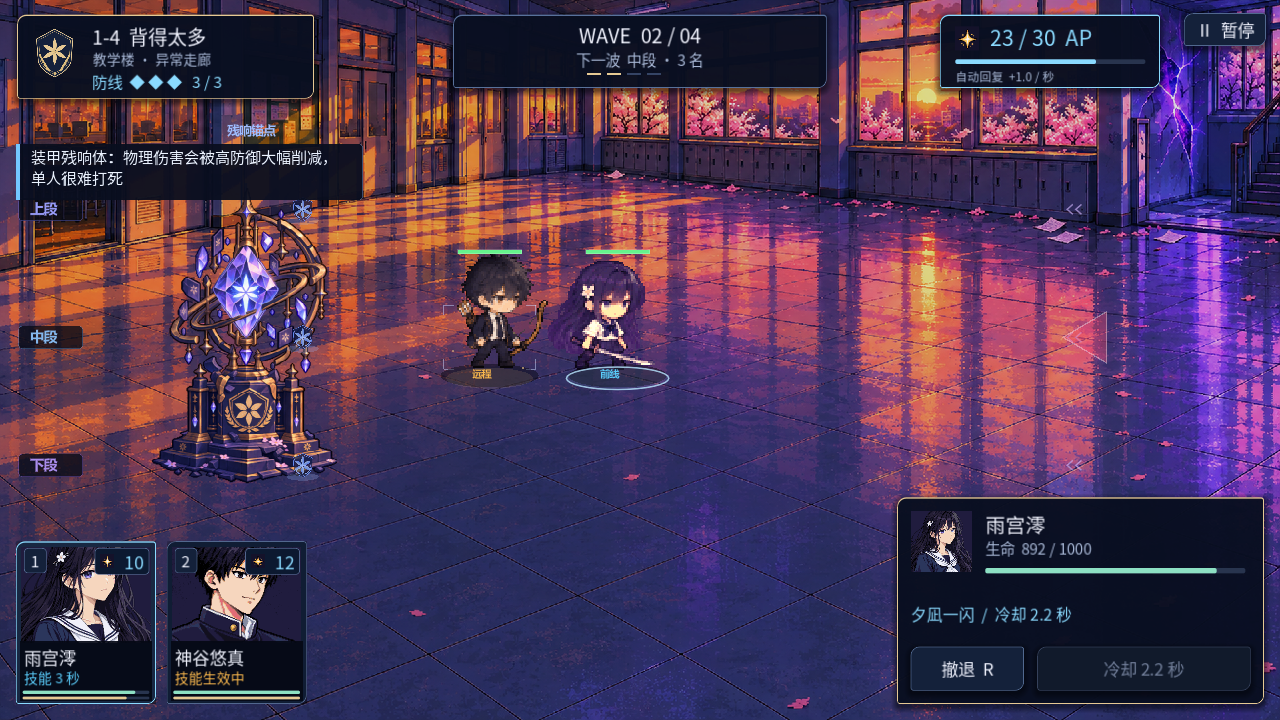 1-4 背得太多
教学楼 · 异常走廊
防线 3 / 3
WAVE 02 / 04
下一波 中段 · 3 名
23 / 30 AP
自动回复 +1.0 / 秒
暂停
残响锚点
装甲残响体：物理伤害会被高防御大幅削减，
单人很难打死
上段
中段
下段
远程
前线
1
10
雨宫澪
技能 3 秒
2
12
神谷悠真
技能生效中
雨宫澪
生命 892 / 1000
夕凪一闪 / 冷却 2.2 秒
撤退 R
冷却 2.2 秒